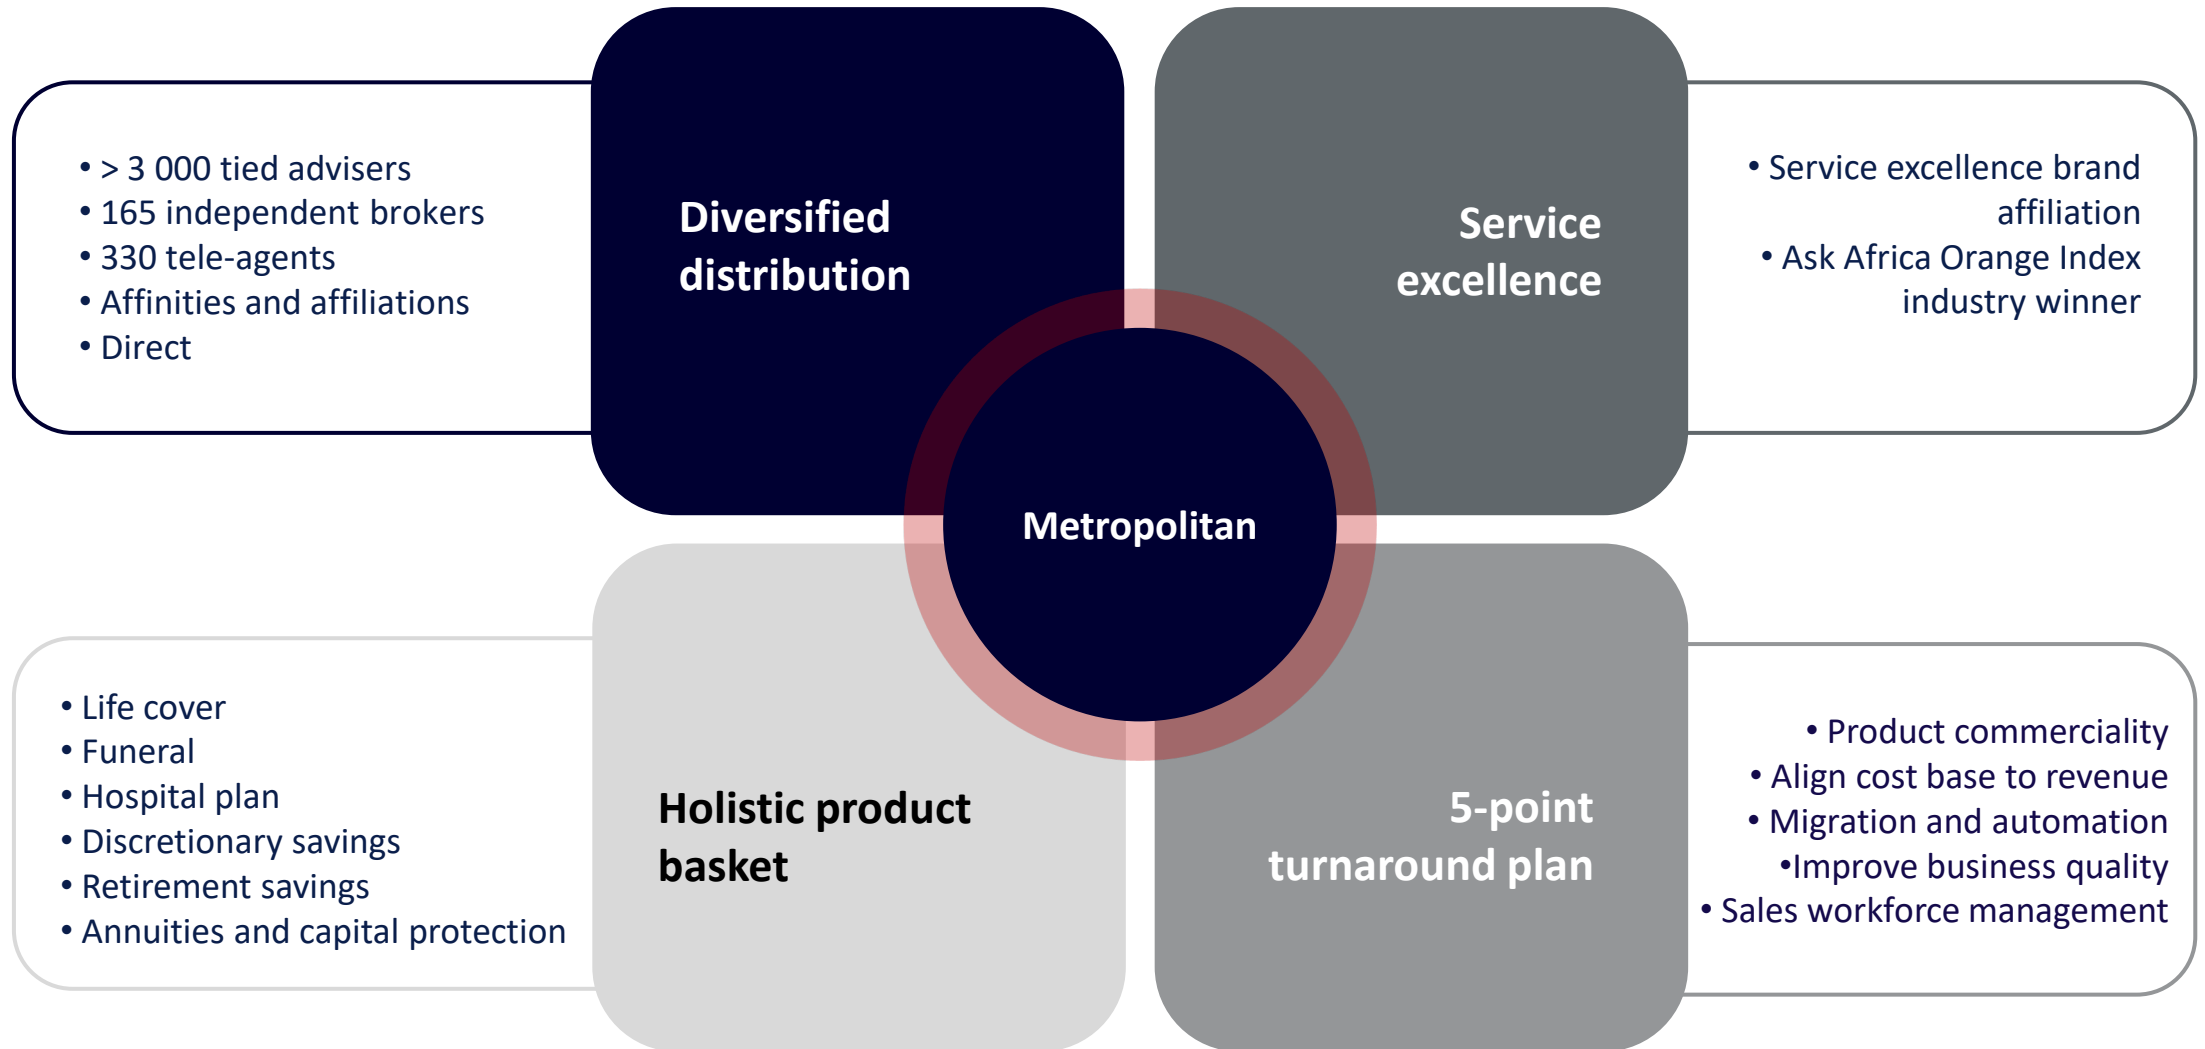 • > 3 000 tied advisers
• 165 independent brokers
• 330 tele-agents
• Affinities and affiliations
• Direct
Diversified
distribution
Service
excellence
• Service excellence brand
affiliation
• Ask Africa Orange Index
industry winner
Metropolitan
• Life cover
• Funeral
• Hospital plan
• Discretionary savings
• Retirement savings
• Annuities and capital protection
Holistic product
basket
5-point
turnaround plan
• Product commerciality
• Align cost base to revenue
• Migration and automation
•Improve business quality
• Sales workforce management